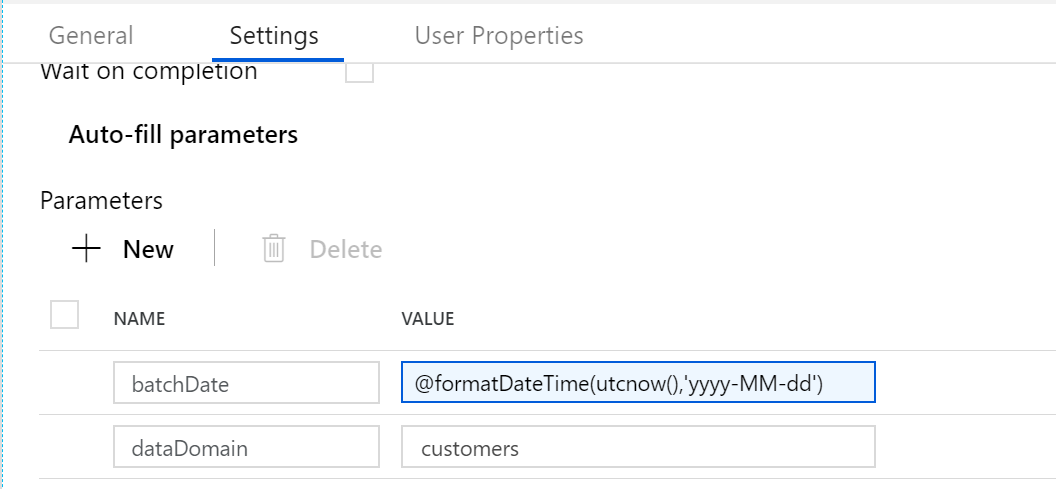 General Settings User Properties
Wait on completion
Auto-fill parameters
Parameters
New Delete
NAME VALUE
batchDate @formatDateTime(utcnow(),'yyyy-MM-dd')
dataDomain customers